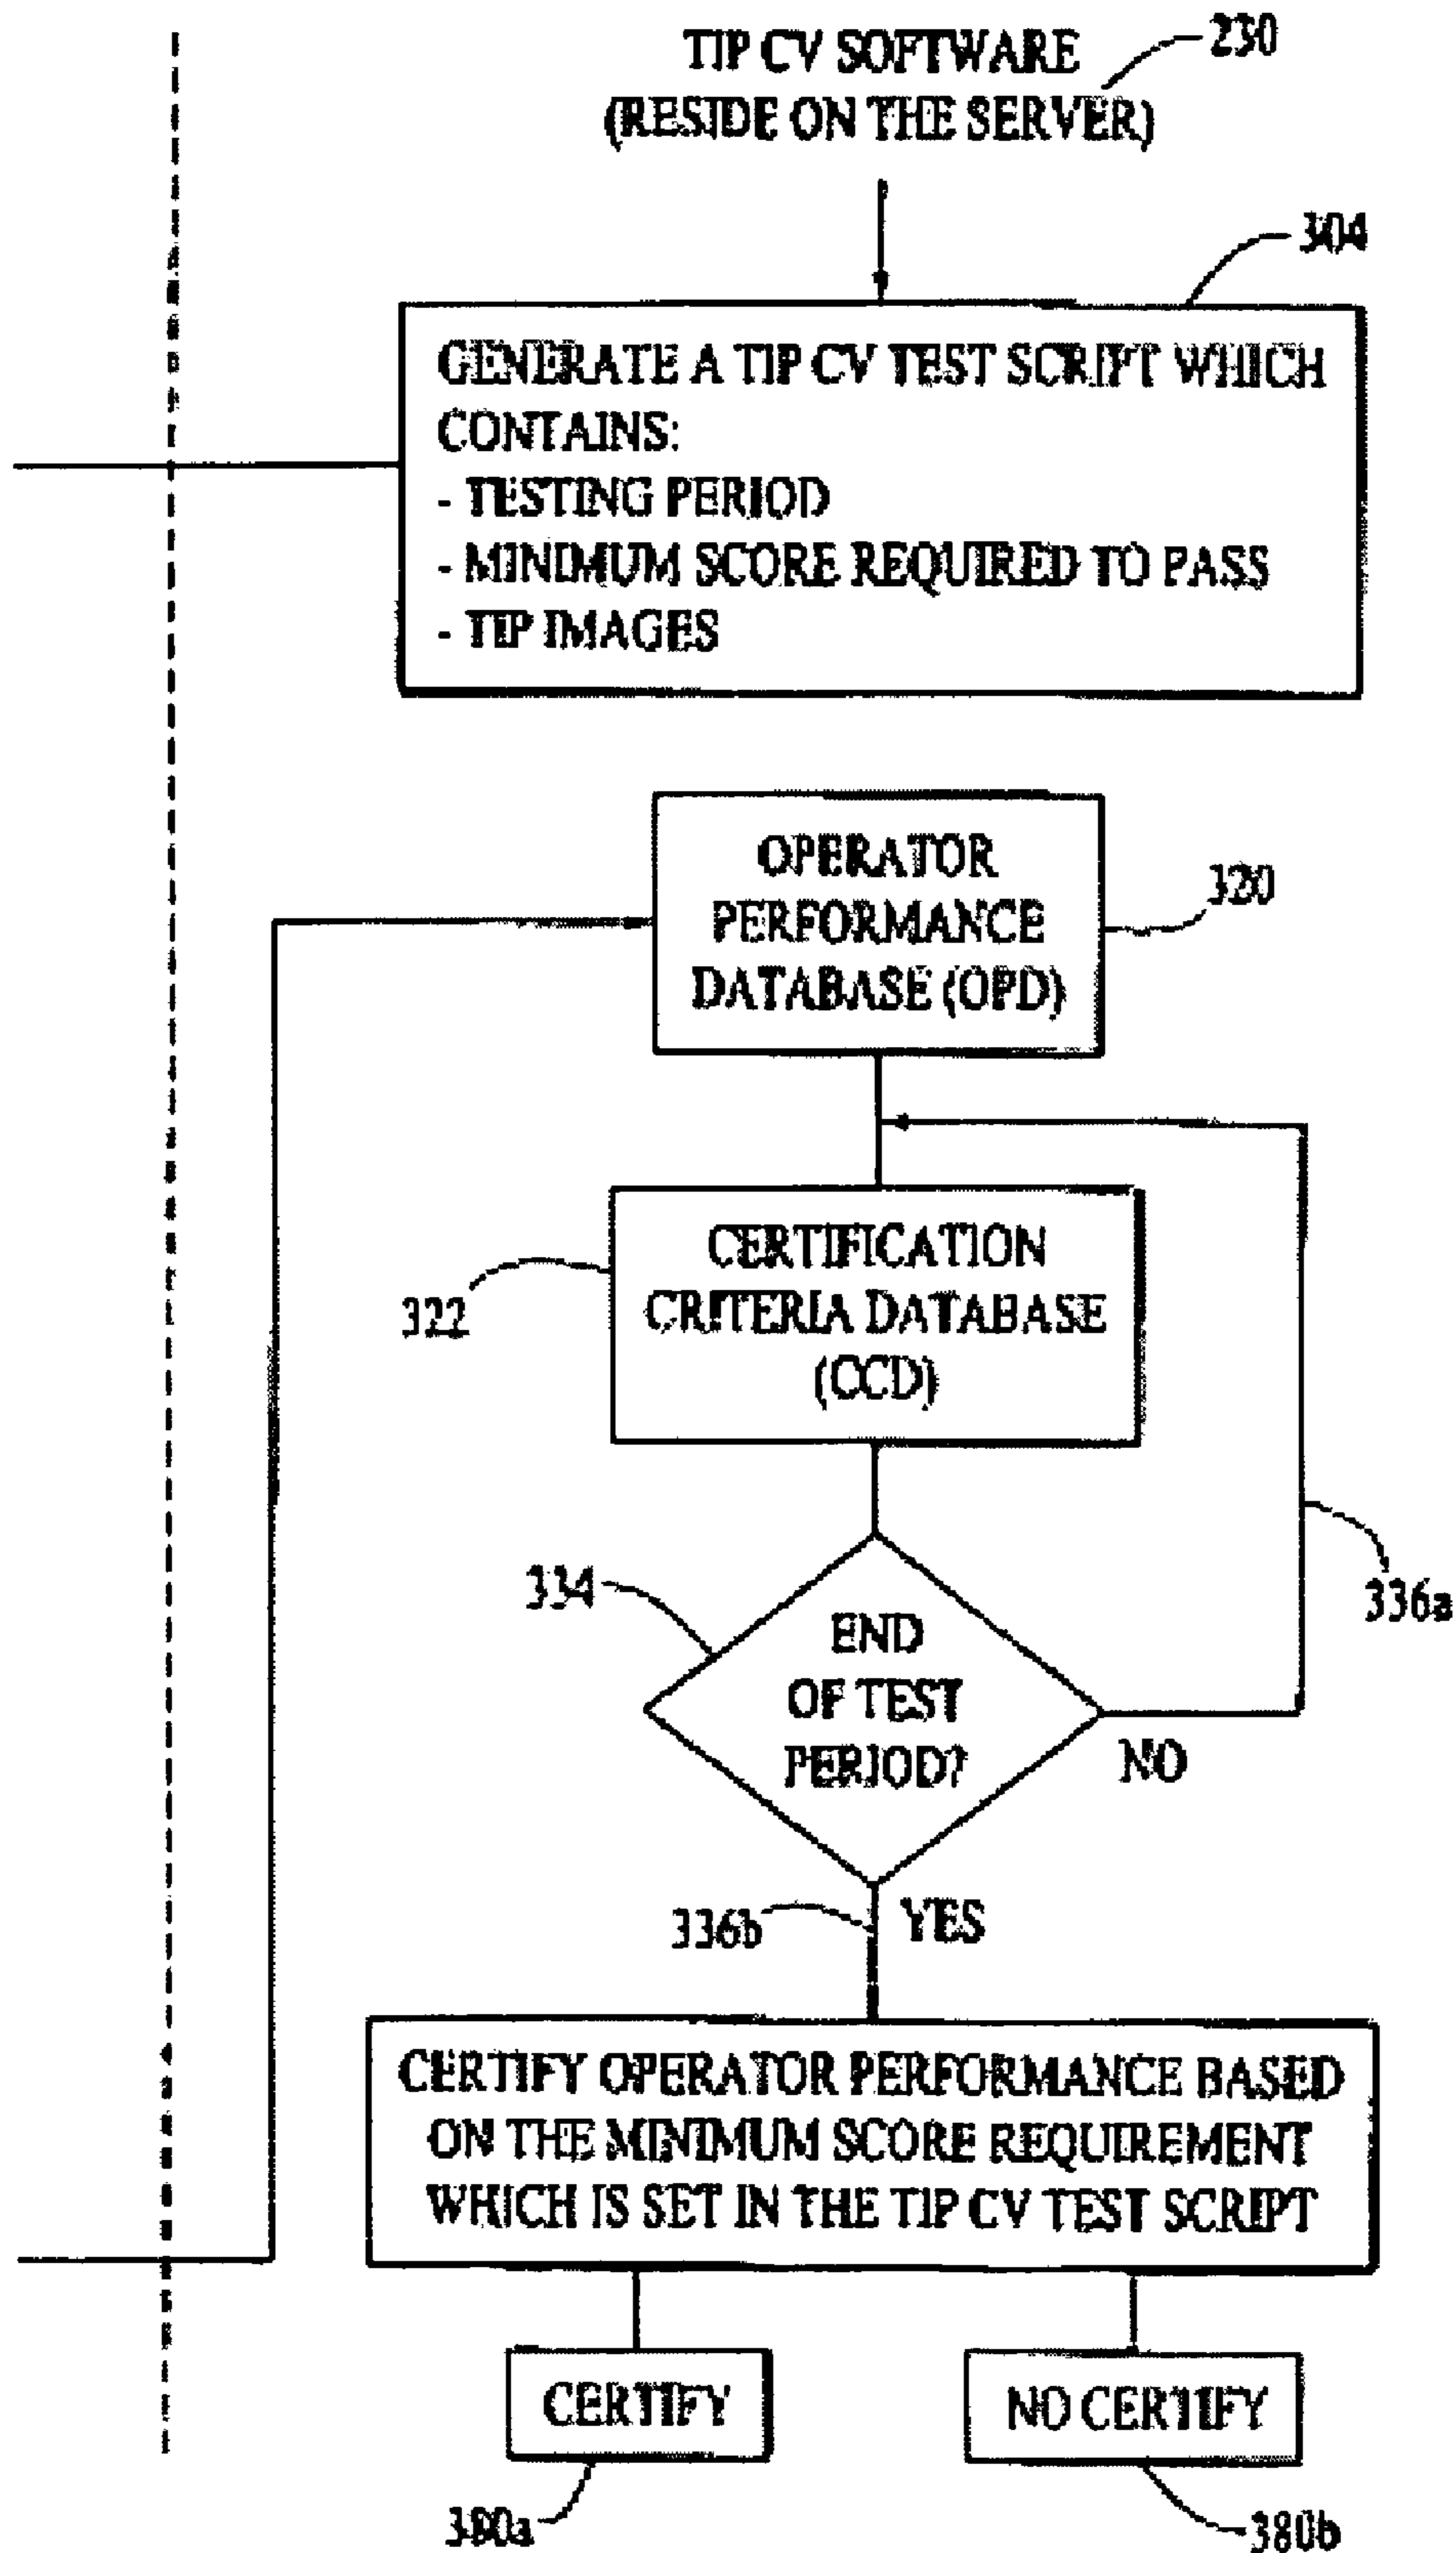 TIP CV SOFTWARE
(RESIDE ON THE SERVER)
230
304
GENERATE A TIP CV TEST SCRIPT WHICH
CONTAINS:
- TESTING PERIOD
- MINIMUM SCORE REQUIRED TO PASS
- TIP IMAGES
OPERATOR
PERFORMANCE
DATABASE (OPD)
320
CERTIFICATION
CRITERIA DATABASE
(CCD)
322
334
END
OF TEST
PERIOD?
336a
NO
336b
YES
CERTIFY OPERATOR PERFORMANCE BASED
ON THE MINIMUM SCORE REQUIREMENT
WHICH IS SET IN THE TIP CV TEST SCRIPT
CERTIFY
NO CERTIFY
380a
380b